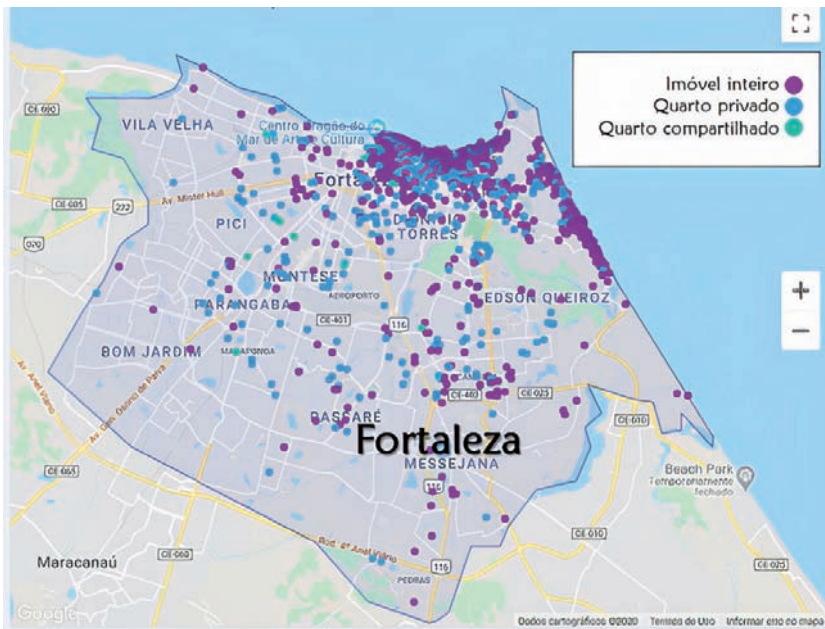 Imóvel inteiro
Quarto privado
Quarto compartilhado
CE-090
VILA VELHA
Centro Dragão do
Mar de Arte e Cultura
CE-085
222
Av. Mister Hull
020
PICI
DIONISIO
TORRES
MONTESE
AEROPORTO
PARANGABA
EDSON QUEIROZ
CE-401
116
BOM JARDIM
MARAPONGA
CE-040
CE-025
PASSARÉ
Fortaleza
MESSEJANA
116
CE-010
CE-065
Beach Park
Temporariamente
fechado
Rod. 4º Anel Viário
CE-060
CE-010
Maracanaú
116
CE-025
PEDRAS
Google
Dados cartográficos ©2020
Termos de Uso
Informar erro no mapa